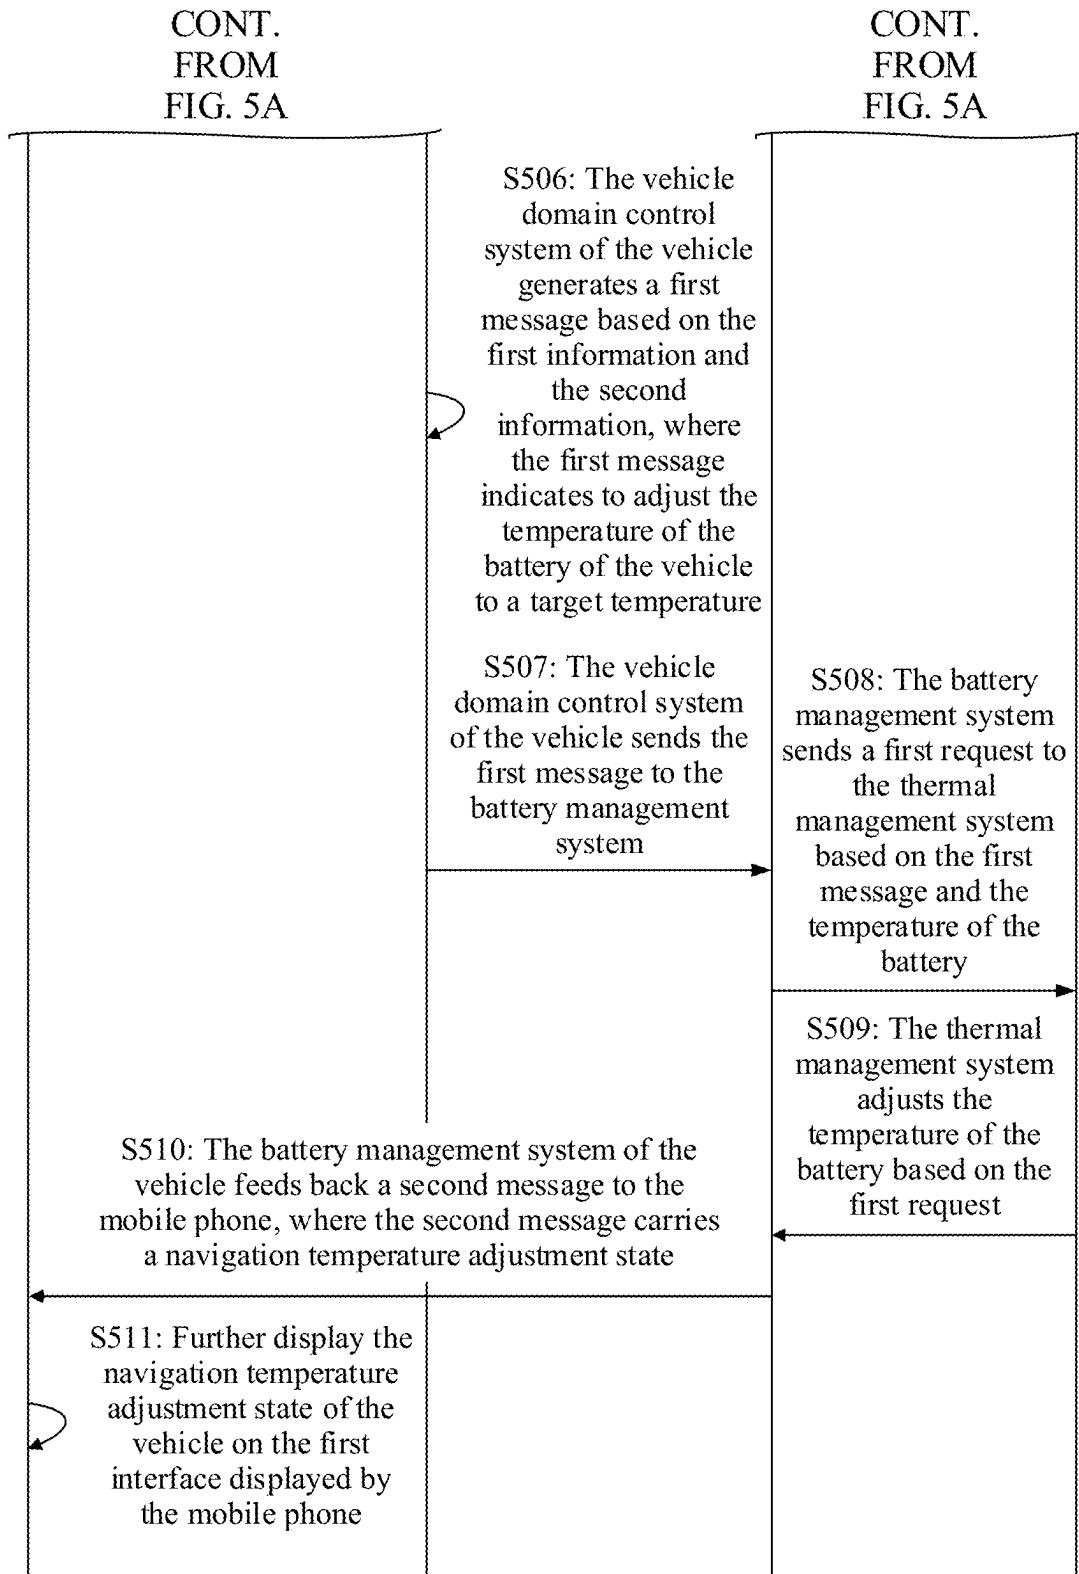 CONT.
FROM
FIG. 5A
CONT.
FROM
FIG. 5A
S506: The vehicle
domain control
system of the vehicle
generates a first
message based on the
first information and
the second
information, where
the first message
indicates to adjust the
temperature of the
battery of the vehicle
to a target temperature
S507: The vehicle
domain control system
of the vehicle sends the
first message to the
battery management
system
S508: The battery
management system
sends a first request to
the thermal
management system
based on the first
message and the
temperature of the
battery
S509: The thermal
management system
adjusts the
temperature of the
battery based on the
first request
S510: The battery management system of the
vehicle feeds back a second message to the
mobile phone, where the second message carries
a navigation temperature adjustment state
S511: Further display the
navigation temperature
adjustment state of the
vehicle on the first
interface displayed by
the mobile phone